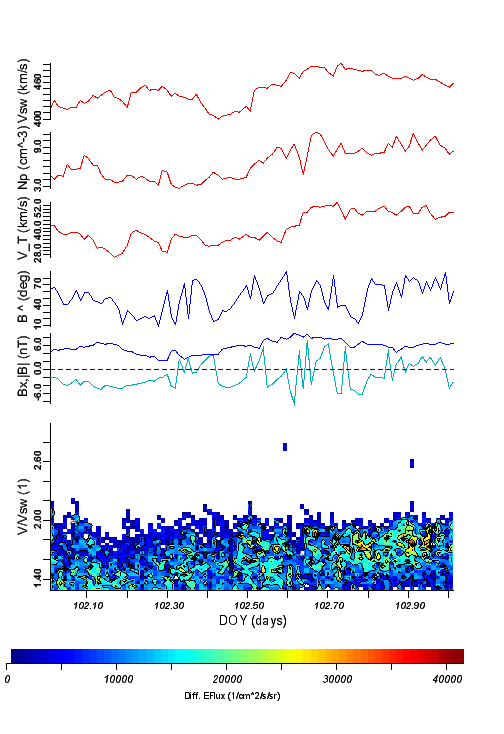 Vsw (km/s)
460
400
Np (cm^-3)
9.0
3.0
V_T (km/s)
52.0
40.0
28.0
B ^ (deg)
70
40
10
Bx,|B| (nT)
6.0
0.0
-6.0
V/Vsw (1)
2.60
2.00
1.40
102.10 102.30 102.50 102.70 102.90
DOY (days)
0 10000 20000 30000 40000
Diff. EFlux (1/cm^2/s/sr)